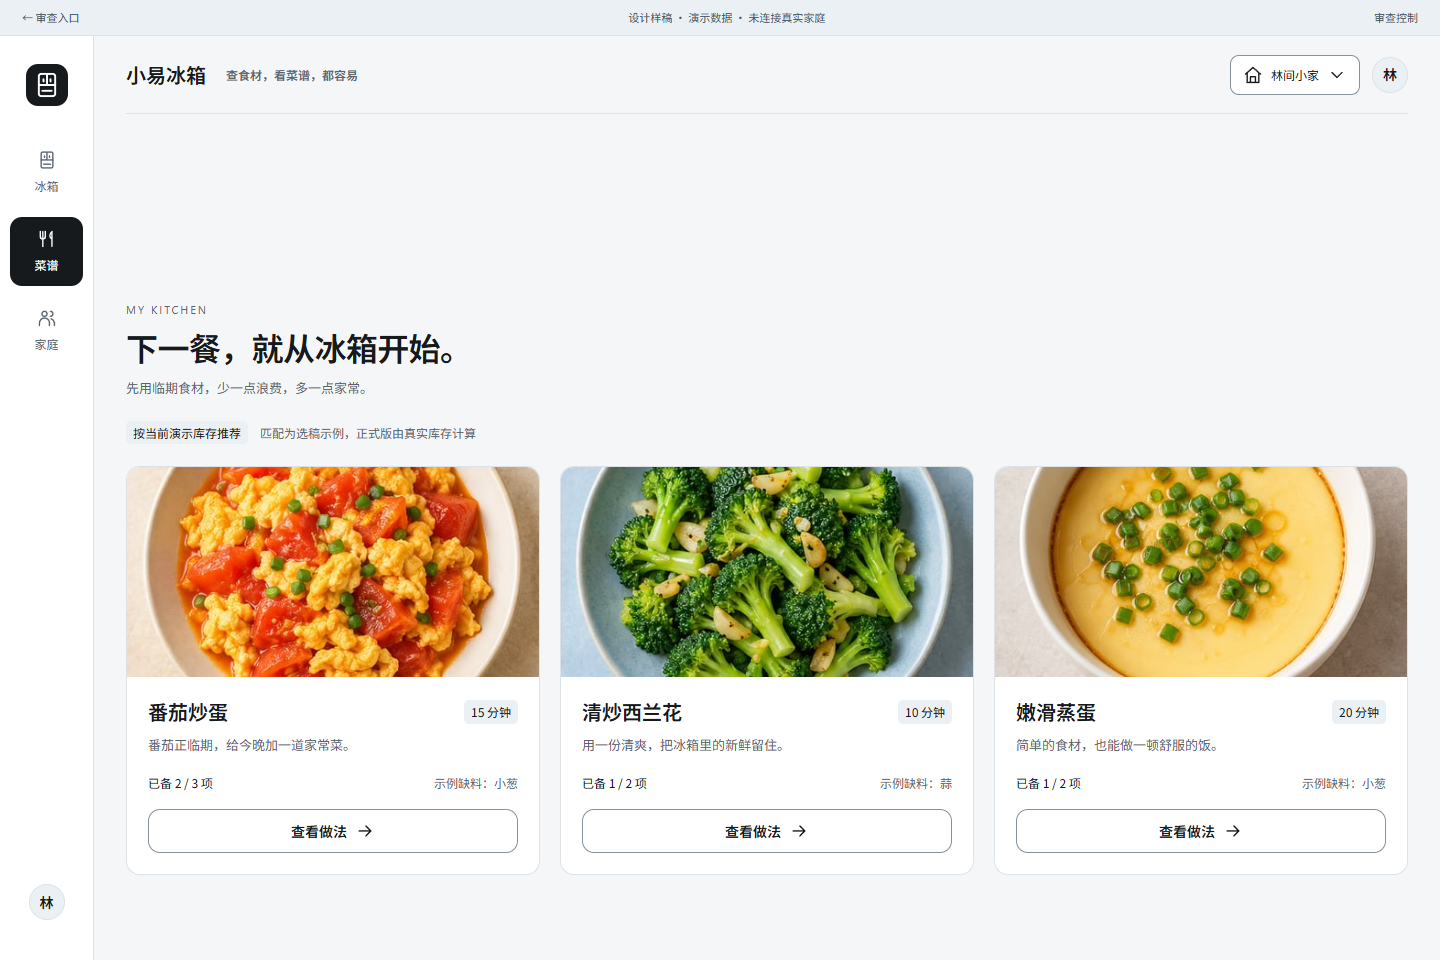 ← 审查入口
设计样稿 · 演示数据 · 未连接真实家庭
审查控制
小易冰箱
查食材，看菜谱，都容易
林间小家
林
冰箱
菜谱
家庭
林
MY KITCHEN
下一餐，就从冰箱开始。
先用临期食材，少一点浪费，多一点家常。
按当前演示库存推荐
匹配为选稿示例，正式版由真实库存计算
番茄炒蛋
15 分钟
番茄正临期，给今晚加一道家常菜。
已备 2 / 3 项
示例缺料：小葱
查看做法 →
清炒西兰花
10 分钟
用一份清爽，把冰箱里的新鲜留住。
已备 1 / 2 项
示例缺料：蒜
查看做法 →
嫩滑蒸蛋
20 分钟
简单的食材，也能做一顿舒服的饭。
已备 1 / 2 项
示例缺料：小葱
查看做法 →